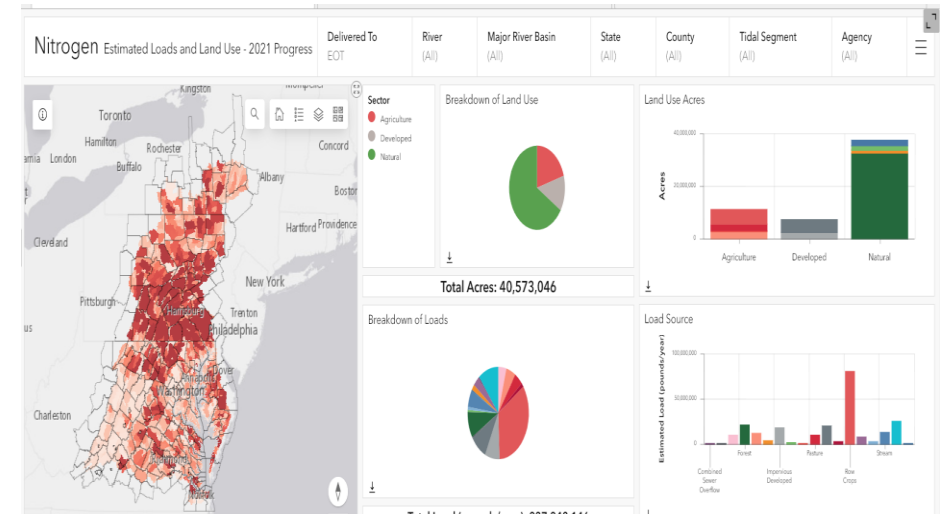 Nitrogen Estimated Loads and Land Use - 2021 Progress
Delivered To
EOT
River
(All)
Major River Basin
(All)
State
(All)
County
(All)
Tidal Segment
(All)
Agency
(All)
Kingston
Toronto
Hamilton
London
Rochester
Buffalo
Concord
Albany
Hartford Providence
Cleveland
New York
Pittsburgh
Harrisburg
Trenton
Philadelphia
Dover
Annapolis
Washington
Charleston
Norfolk
Sector
Agriculture
Developed
Natural
Breakdown of Land Use
Total Acres: 40,573,046
Land Use Acres
Acres
40,000,000
20,000,000
0
Agriculture
Developed
Natural
Breakdown of Loads
Load Source
Estimated Load (pounds/year)
100,000,000
50,000,000
0
Forest
Pasture
Stream
Combined
Sewer
Overflow
Impervious
Developed
Row
Crops